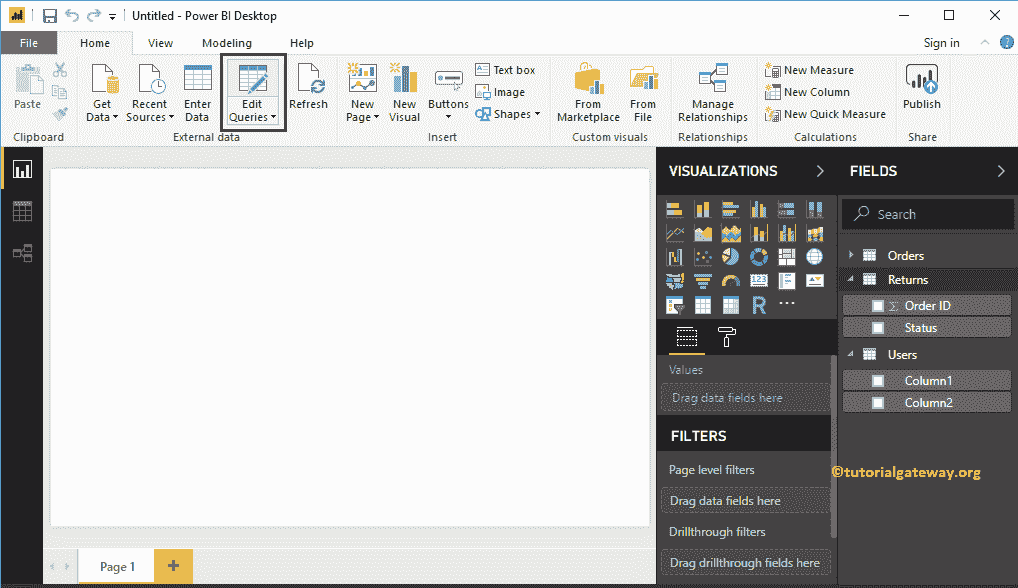 Untitled - Power BI Desktop
File Home View Modeling Help Sign in
Paste
Clipboard
Get Data
Recent Sources
Enter Data
Edit Queries
Refresh
External data
New Page
New Visual
Buttons
Text box
Image
Shapes
Insert
From Marketplace
From File
Custom visuals
Manage Relationships
Relationships
New Measure
New Column
New Quick Measure
Calculations
Publish
Share
VISUALIZATIONS
123
R
Values
Drag data fields here
FILTERS
Page level filters
Drag data fields here
Drillthrough filters
Drag drillthrough fields here
FIELDS
Search
Orders
Returns
Σ Order ID
Status
Users
Column1
Column2
©tutorialgateway.org
Page 1